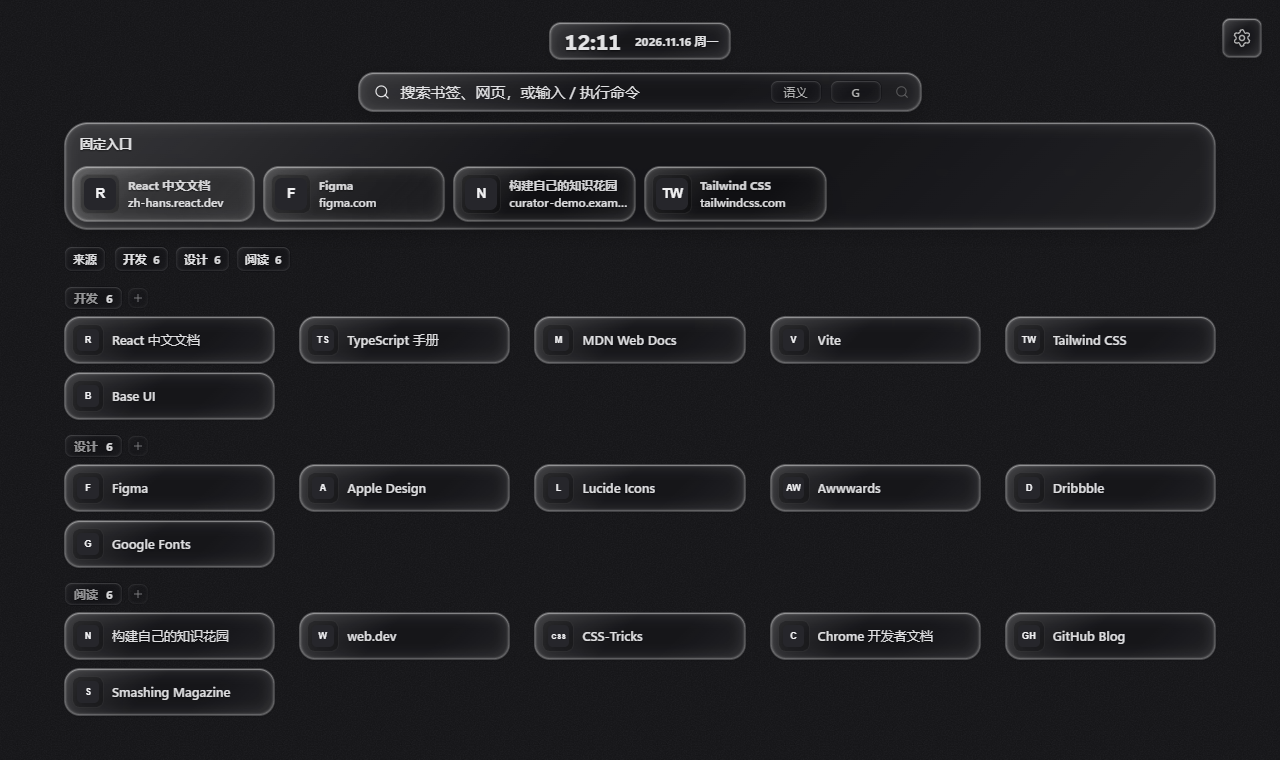 12:11 2026.11.16 周一
搜索书签、网页，或输入 / 执行命令 语义 G
固定入口
R React 中文文档 zh-hans.react.dev
F Figma figma.com
N 构建自己的知识花园 curator-demo.exam...
TW Tailwind CSS tailwindcss.com
来源 开发 6 设计 6 阅读 6
开发 6 +
R React 中文文档 TS TypeScript 手册 M MDN Web Docs V Vite TW Tailwind CSS
B Base UI
设计 6 +
F Figma A Apple Design L Lucide Icons AW Awwwards D Dribbble
G Google Fonts
阅读 6 +
N 构建自己的知识花园 W web.dev CSS CSS-Tricks C Chrome 开发者文档 GH GitHub Blog
S Smashing Magazine